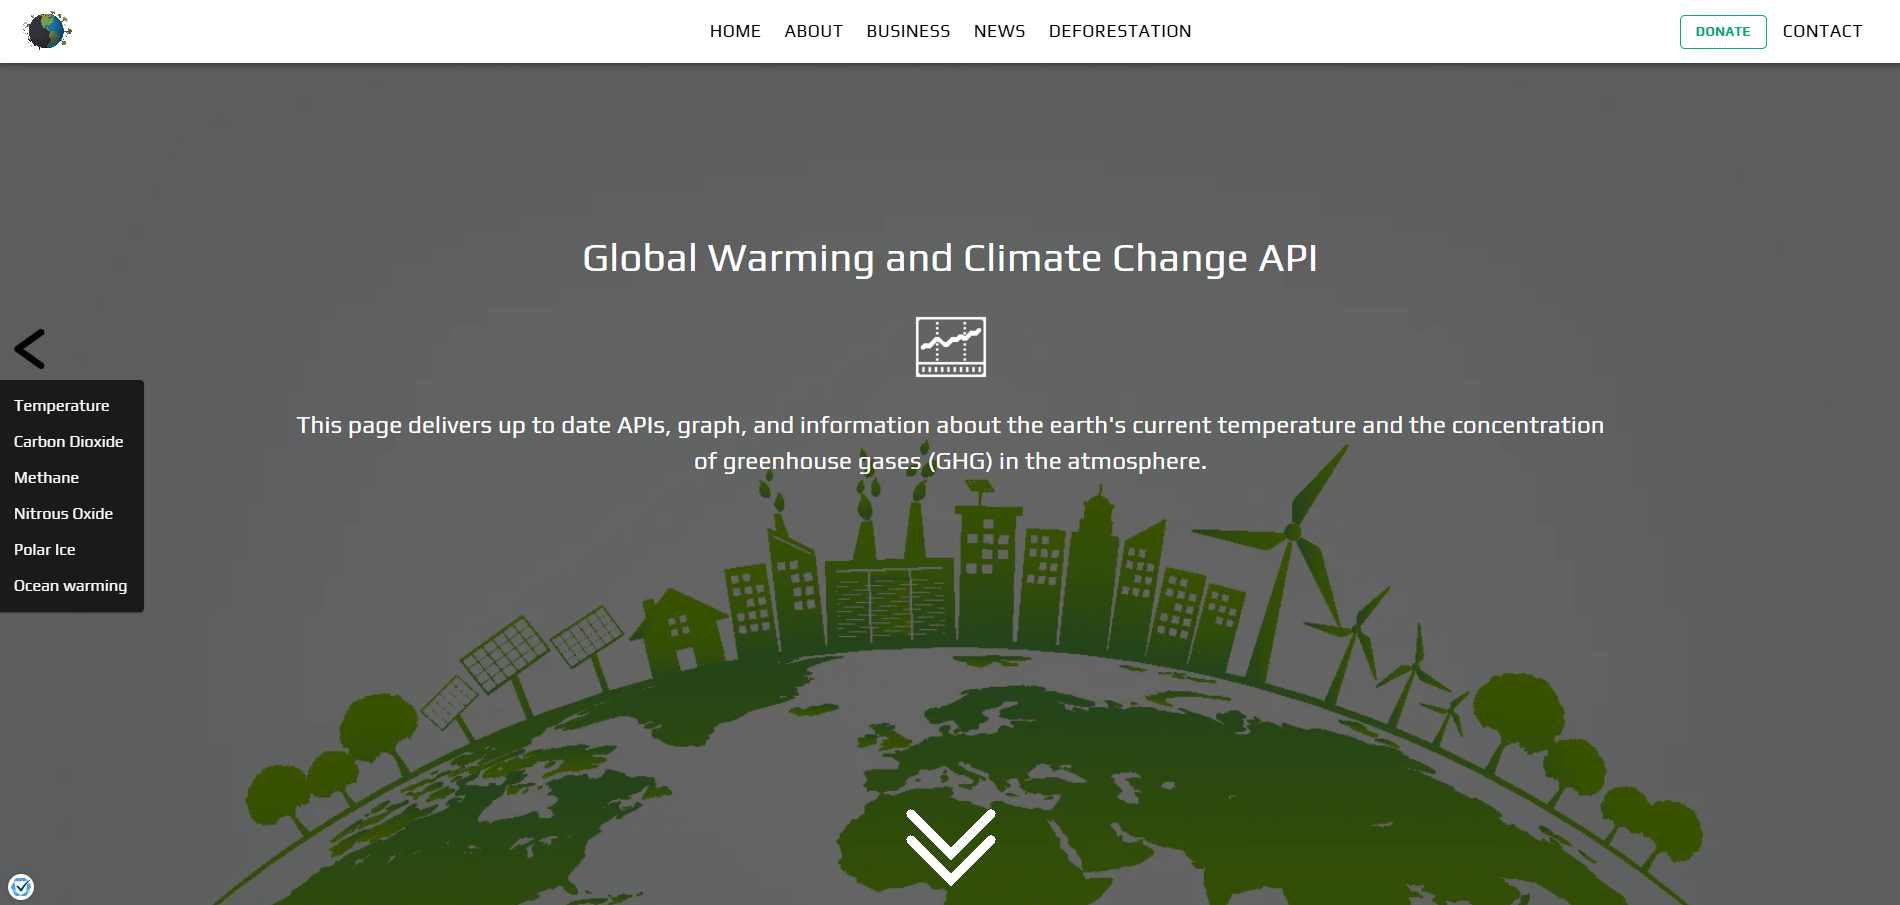 HOME ABOUT BUSINESS NEWS DEFORESTATION
DONATE CONTACT
Global Warming and Climate Change API
This page delivers up to date APIs, graph, and information about the earth's current temperature and the concentration
of greenhouse gases (GHG) in the atmosphere.
Temperature
Carbon Dioxide
Methane
Nitrous Oxide
Polar Ice
Ocean warming